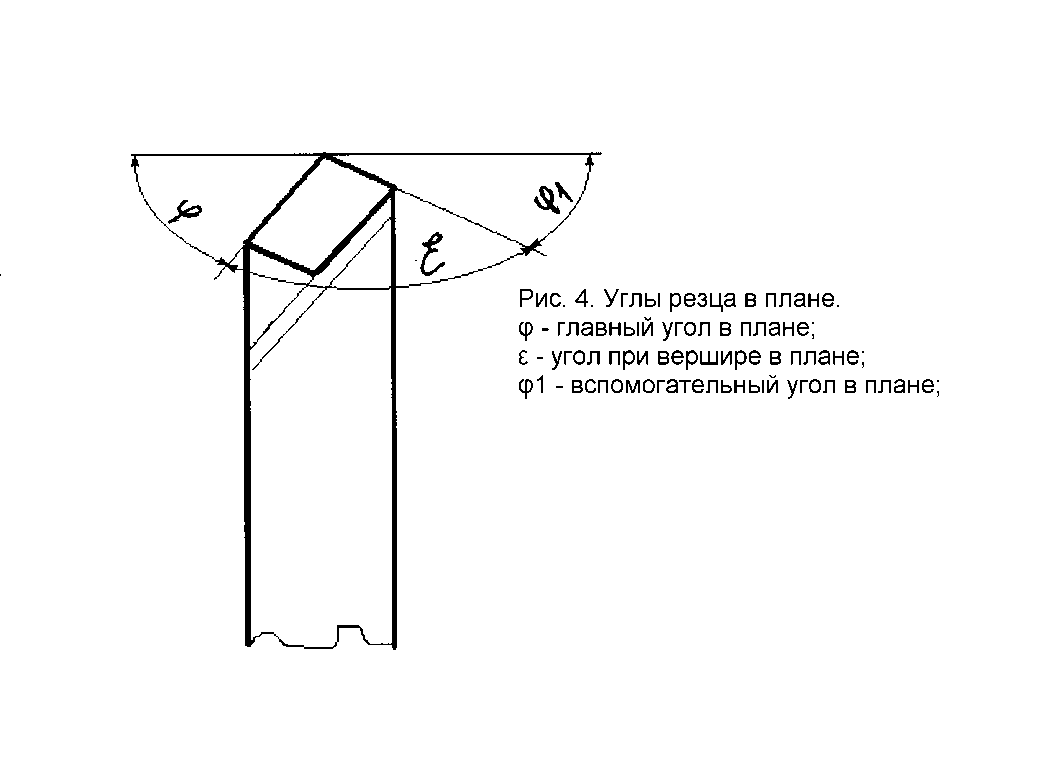 φ
φ1
ε
Рис. 4. Углы резца в плане.
φ - главный угол в плане;
ε - угол при вершире в плане;
φ1 - вспомогательный угол в плане;